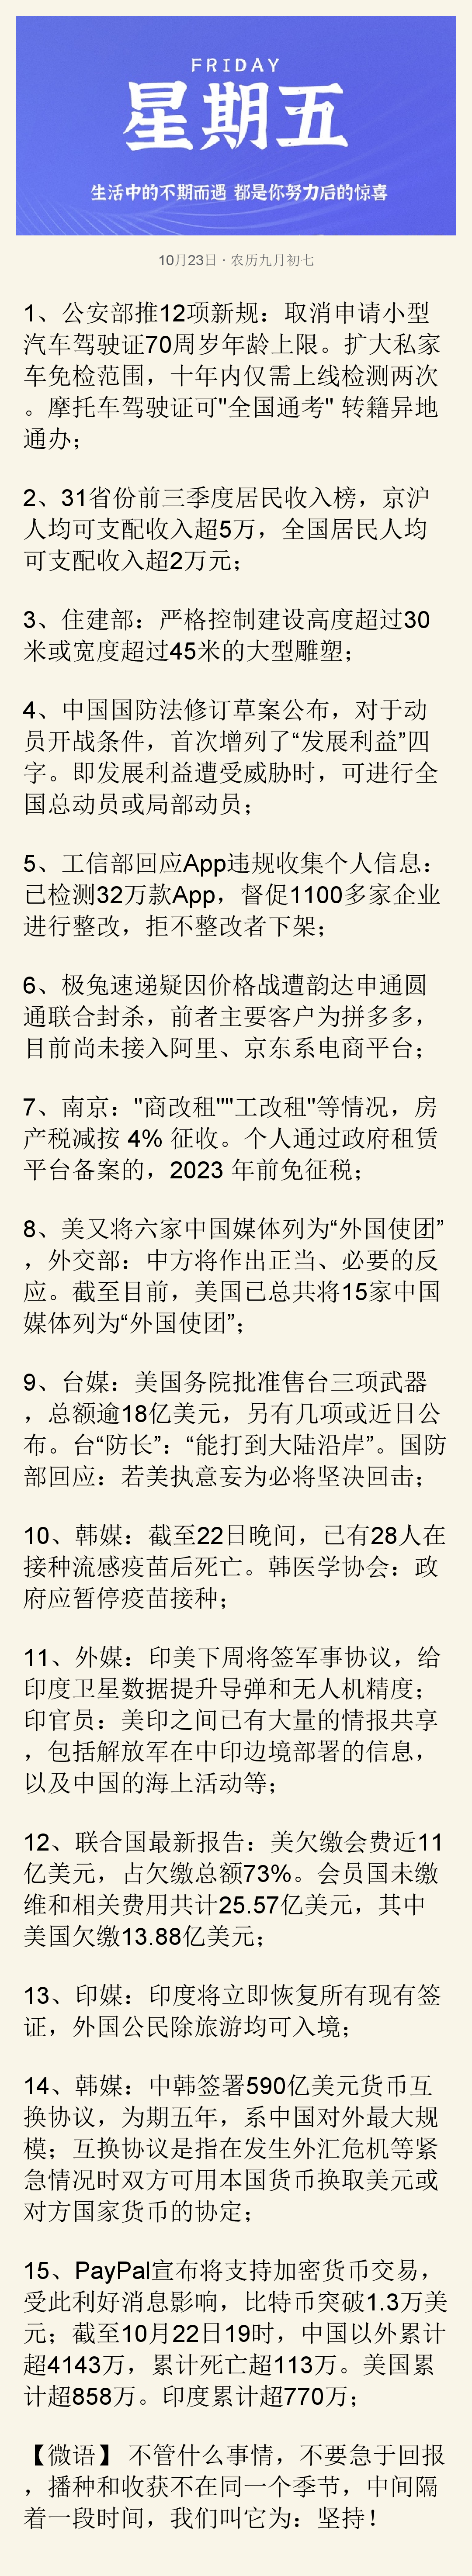 FRIDAY
星期五
生活中的不期而遇 都是你努力后的惊喜
10月23日 · 农历九月初七
1、公安部推12项新规：取消申请小型
汽车驾驶证70周岁年龄上限。扩大私家
车免检范围，十年内仅需上线检测两次
。摩托车驾驶证可"全国通考" 转籍异地
通办；
2、31省份前三季度居民收入榜，京沪
人均可支配收入超5万，全国居民人均
可支配收入超2万元；
3、住建部：严格控制建设高度超过30
米或宽度超过45米的大型雕塑；
4、中国国防法修订草案公布，对于动
员开战条件，首次增列了“发展利益”四
字。即发展利益遭受威胁时，可进行全
国总动员或局部动员；
5、工信部回应App违规收集个人信息：
已检测32万款App，督促1100多家企业
进行整改，拒不整改者下架；
6、极兔速递疑因价格战遭韵达申通圆
通联合封杀，前者主要客户为拼多多，
目前尚未接入阿里、京东系电商平台；
7、南京："商改租""工改租"等情况，房
产税减按 4% 征收。个人通过政府租赁
平台备案的，2023 年前免征税；
8、美又将六家中国媒体列为“外国使团”
，外交部：中方将作出正当、必要的反
应。截至目前，美国已总共将15家中国
媒体列为“外国使团”；
9、台媒：美国务院批准售台三项武器
，总额逾18亿美元，另有几项或近日公
布。台“防长”：“能打到大陆沿岸”。国防
部回应：若美执意妄为必将坚决回击；
10、韩媒：截至22日晚间，已有28人在
接种流感疫苗后死亡。韩医学协会：政
府应暂停疫苗接种；
11、外媒：印美下周将签军事协议，给
印度卫星数据提升导弹和无人机精度；
印官员：美印之间已有大量的情报共享
，包括解放军在中印边境部署的信息，
以及中国的海上活动等；
12、联合国最新报告：美欠缴会费近11
亿美元，占欠缴总额73%。会员国未缴
维和相关费用共计25.57亿美元，其中
美国欠缴13.88亿美元；
13、印媒：印度将立即恢复所有现有签
证，外国公民除旅游均可入境；
14、韩媒：中韩签署590亿美元货币互
换协议，为期五年，系中国对外最大规
模；互换协议是指在发生外汇危机等紧
急情况时双方可用本国货币换取美元或
对方国家货币的协定；
15、PayPal宣布将支持加密货币交易，
受此利好消息影响，比特币突破1.3万美
元；截至10月22日19时，中国以外累计
超4143万，累计死亡超113万。美国累
计超858万。印度累计超770万；
【微语】 不管什么事情，不要急于回报
，播种和收获不在同一个季节，中间隔
着一段时间，我们叫它为：坚持！